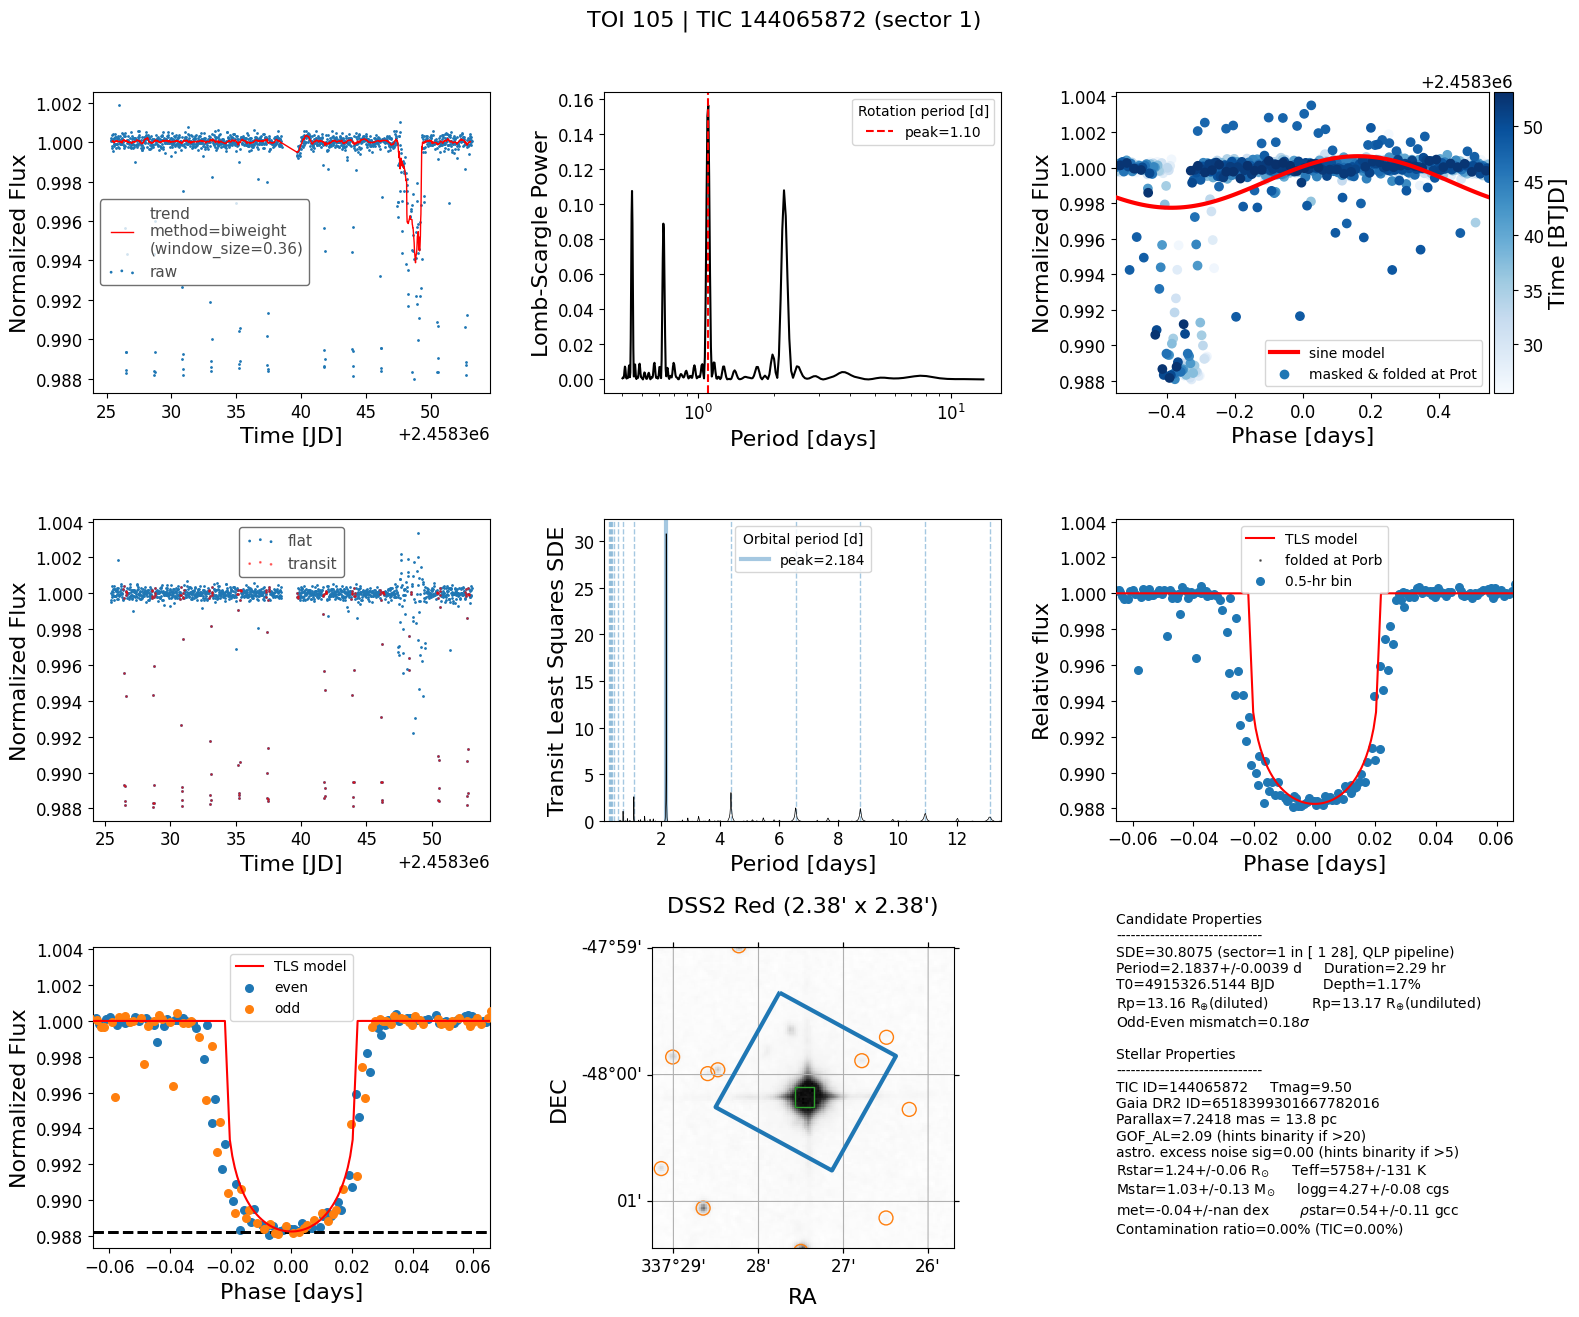 TOI 105 | TIC 144065872 (sector 1)
Normalized Flux
1.002
1.000
0.998
0.996
0.994
0.992
0.990
0.988
trend
method=biweight
(window_size=0.36)
raw
25 30 35 40 45 50
Time [JD]
+2.4583e6
Lomb-Scargle Power
0.16
0.14
0.12
0.10
0.08
0.06
0.04
0.02
0.00
Rotation period [d]
peak=1.10
10^0 10^1
Period [days]
+2.4583e6
Normalized Flux
1.004
1.002
1.000
0.998
0.996
0.994
0.992
0.990
0.988
sine model
masked & folded at Prot
−0.4 −0.2 0.0 0.2 0.4
Phase [days]
50
45
40
35
30
Time [BTJD]
Normalized Flux
1.004
1.002
1.000
0.998
0.996
0.994
0.992
0.990
0.988
flat
transit
25 30 35 40 45 50
Time [JD]
+2.4583e6
Transit Least Squares SDE
30
25
20
15
10
5
0
Orbital period [d]
peak=2.184
2 4 6 8 10 12
Period [days]
Relative flux
1.004
1.002
1.000
0.998
0.996
0.994
0.992
0.990
0.988
TLS model
folded at Porb
0.5-hr bin
−0.06 −0.04 −0.02 0.00 0.02 0.04 0.06
Phase [days]
Normalized Flux
1.004
1.002
1.000
0.998
0.996
0.994
0.992
0.990
0.988
TLS model
even
odd
−0.06 −0.04 −0.02 0.00 0.02 0.04 0.06
Phase [days]
DSS2 Red (2.38' x 2.38')
DEC
-47°59'
-48°00'
01'
337°29' 28' 27' 26'
RA
Candidate Properties
------------------------------
SDE=30.8075 (sector=1 in [ 1 28], QLP pipeline)
Period=2.1837+/-0.0039 d Duration=2.29 hr
T0=4915326.5144 BJD Depth=1.17%
Rp=13.16 R⊕(diluted) Rp=13.17 R⊕(undiluted)
Odd-Even mismatch=0.18σ
Stellar Properties
------------------------------
TIC ID=144065872 Tmag=9.50
Gaia DR2 ID=6518399301667782016
Parallax=7.2418 mas = 13.8 pc
GOF_AL=2.09 (hints binarity if >20)
astro. excess noise sig=0.00 (hints binarity if >5)
Rstar=1.24+/-0.06 R⊙ Teff=5758+/-131 K
Mstar=1.03+/-0.13 M⊙ logg=4.27+/-0.08 cgs
met=-0.04+/-nan dex ρstar=0.54+/-0.11 gcc
Contamination ratio=0.00% (TIC=0.00%)